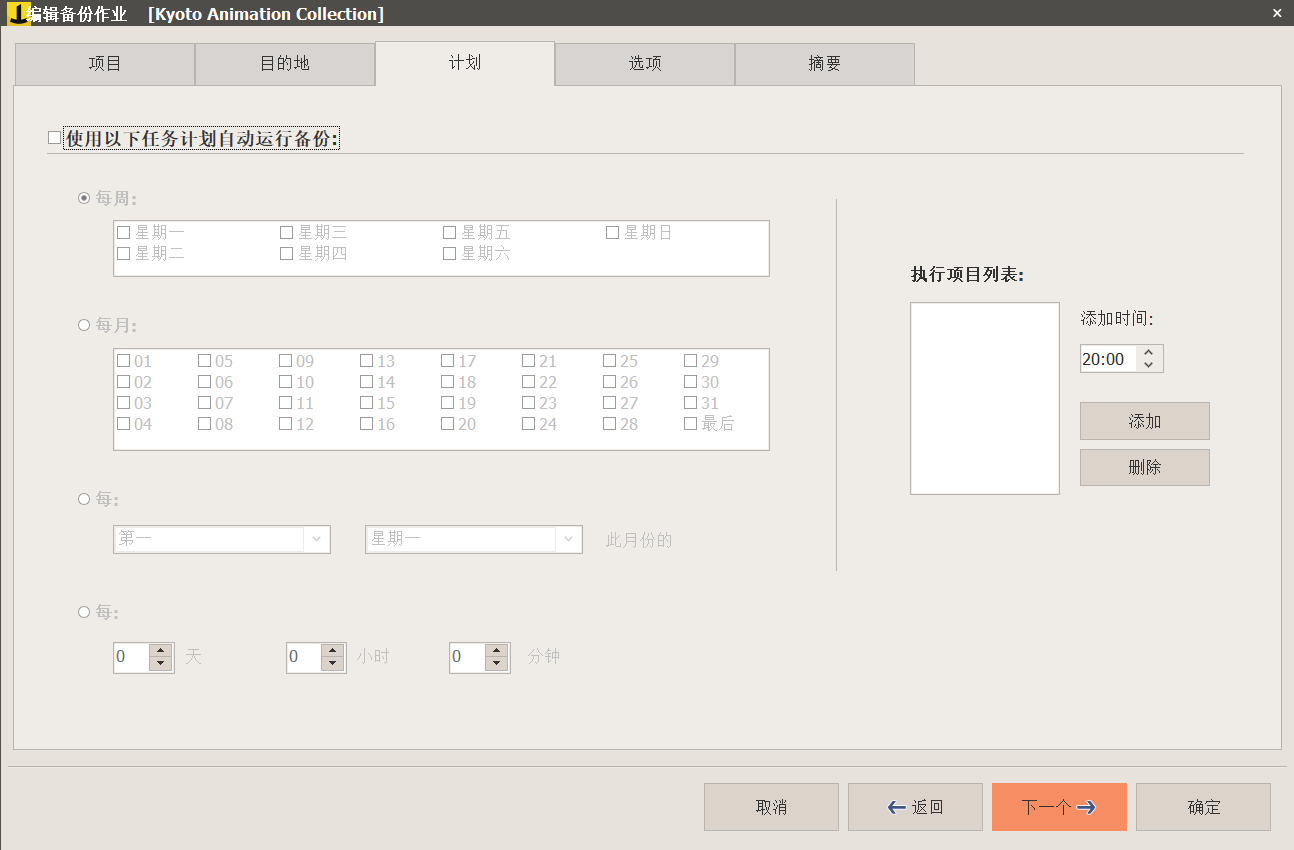 编辑备份作业 [Kyoto Animation Collection]
项目 目的地 计划 选项 摘要
使用以下任务计划自动运行备份:
每周:
星期一 星期三 星期五 星期日
星期二 星期四 星期六
每月:
01 05 09 13 17 21 25 29
02 06 10 14 18 22 26 30
03 07 11 15 19 23 27 31
04 08 12 16 20 24 28 最后
每:
第一 星期一 此月份的
每:
0 天 0 小时 0 分钟
执行项目列表:
添加时间:
20:00
添加
删除
取消 返回 下一个 确定